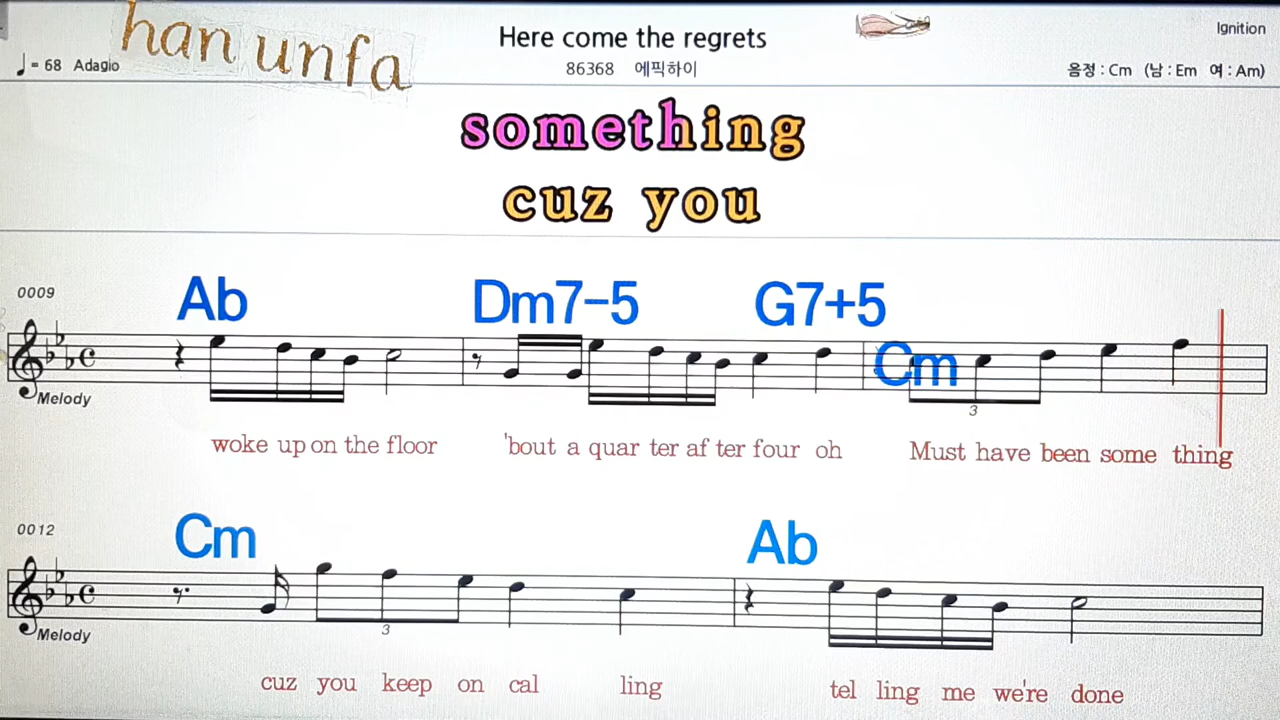 han unfa
Here come the regrets
Ignition
♩= 68 Adagio
86368 에픽하이
음정 : Cm (남 : Em 여 : Am)
something
cuz you
0009
Ab Dm7-5 G7+5 Cm
3
Melody
woke up on the floor 'bout a quar ter af ter four oh Must have been some thing
0012
Cm Ab
3
Melody
cuz you keep on cal ling tel ling me we're done